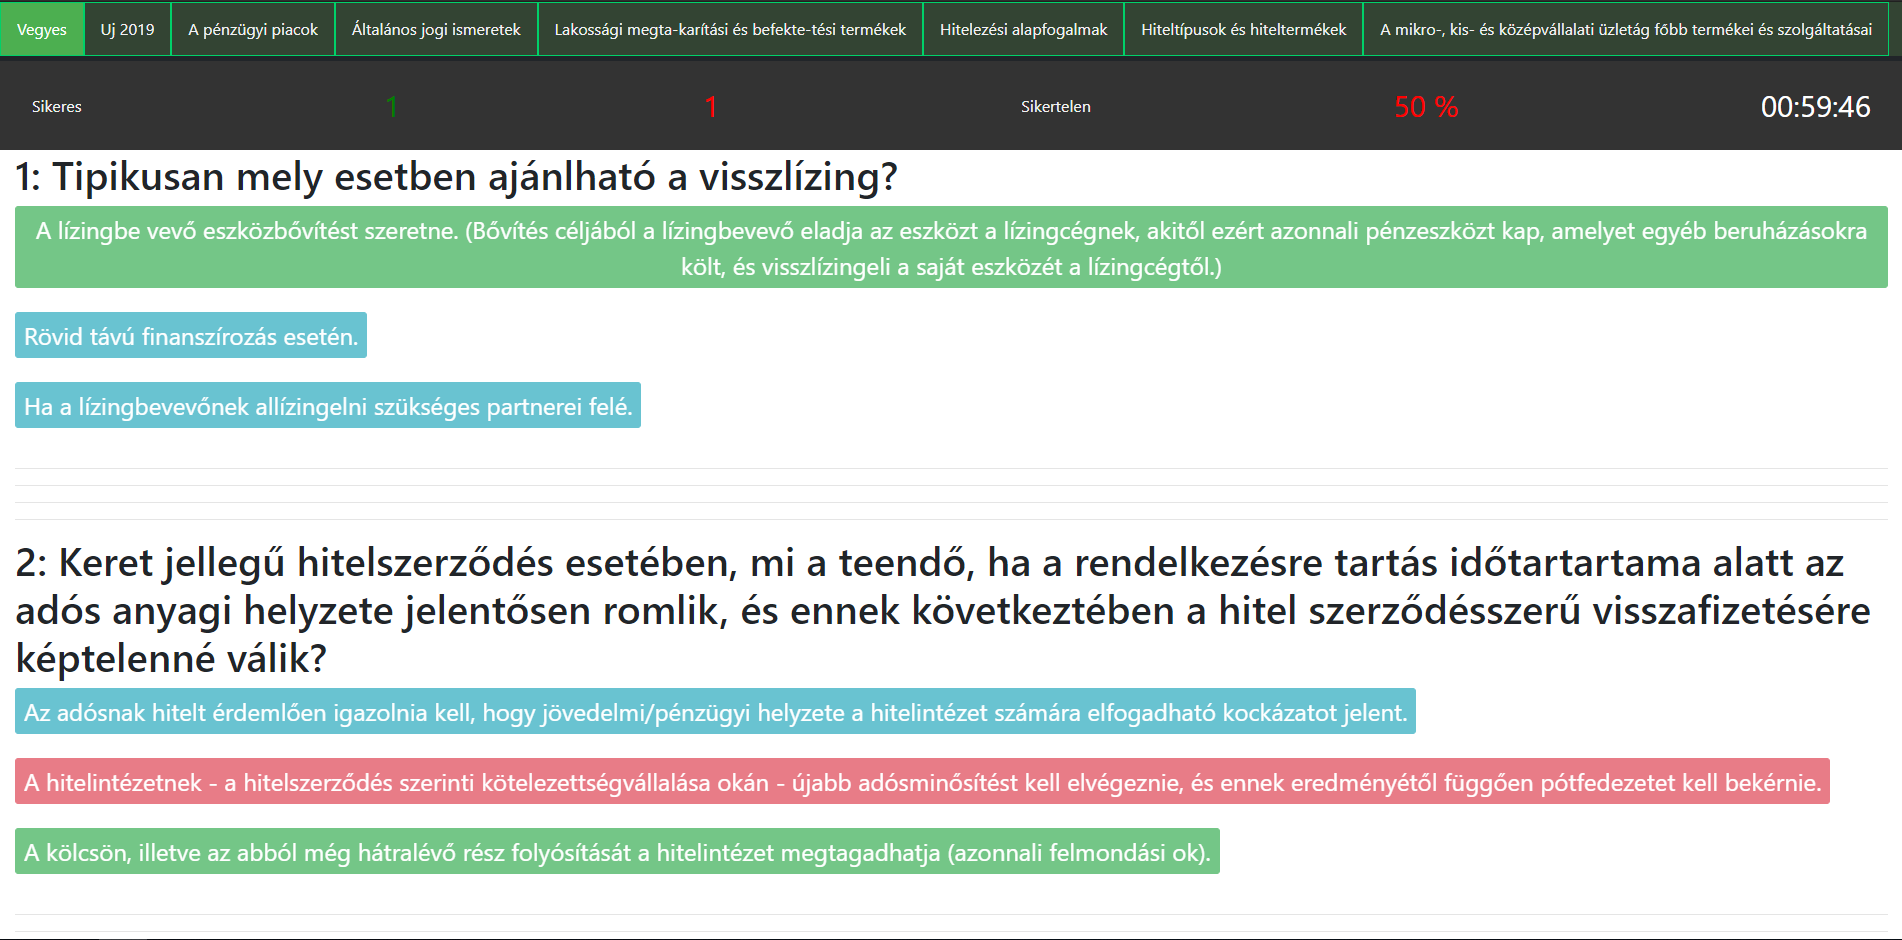 Vegyes Uj 2019 A pénzügyi piacok Általános jogi ismeretek Lakossági megta-karítási és befekte-tési termékek Hitelezési alapfogalmak Hiteltípusok és hiteltermékek A mikro-, kis- és középvállalati üzletág főbb termékei és szolgáltatásai
Sikeres 1 1 Sikertelen 50 % 00:59:46
1: Tipikusan mely esetben ajánlható a visszlízing?
A lízingbe vevő eszközbővítést szeretne. (Bővítés céljából a lízingbevevő eladja az eszközt a lízingcégnek, akitől ezért azonnali pénzeszközt kap, amelyet egyéb beruházásokra
költ, és visszlízingeli a saját eszközét a lízingcégtől.)
Rövid távú finanszírozás esetén.
Ha a lízingbevevőnek allízingelni szükséges partnerei felé.
2: Keret jellegű hitelszerződés esetében, mi a teendő, ha a rendelkezésre tartás időtartartama alatt az
adós anyagi helyzete jelentősen romlik, és ennek következtében a hitel szerződésszerű visszafizetésére
képtelenné válik?
Az adósnak hitelt érdemlően igazolnia kell, hogy jövedelmi/pénzügyi helyzete a hitelintézet számára elfogadható kockázatot jelent.
A hitelintézetnek - a hitelszerződés szerinti kötelezettségvállalása okán - újabb adósminősítést kell elvégeznie, és ennek eredményétől függően pótfedezetet kell bekérnie.
A kölcsön, illetve az abból még hátralévő rész folyósítását a hitelintézet megtagadhatja (azonnali felmondási ok).